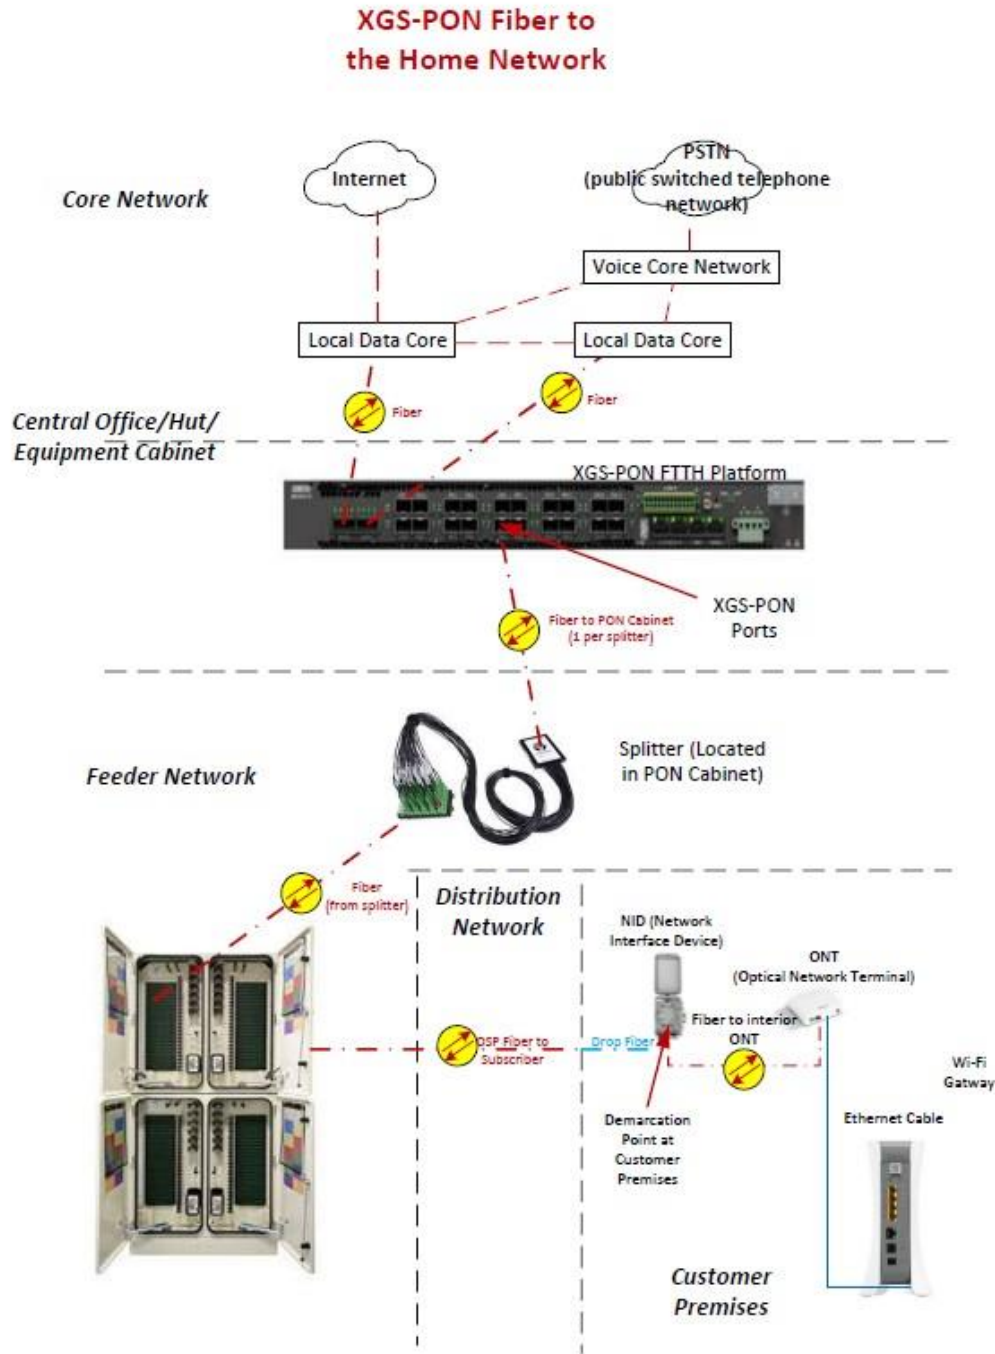 XGS-PON Fiber to
the Home Network
Core Network
Internet
PSTN
(public switched telephone
network)
Voice Core Network
Local Data Core
Local Data Core
Fiber
Fiber
Central Office/Hut/
Equipment Cabinet
XGS-PON FTTH Platform
XGS-PON
Ports
Fiber to PON Cabinet
(1 per splitter)
Feeder Network
Splitter (Located
in PON Cabinet)
Fiber
(from splitter)
Distribution
Network
NID (Network
Interface Device)
ONT
(Optical Network Terminal)
OSP Fiber to
Subscriber
Drop Fiber
Fiber to interior
ONT
Wi-Fi
Gatway
Demarcation
Point at
Customer
Premises
Ethernet Cable
Customer
Premises